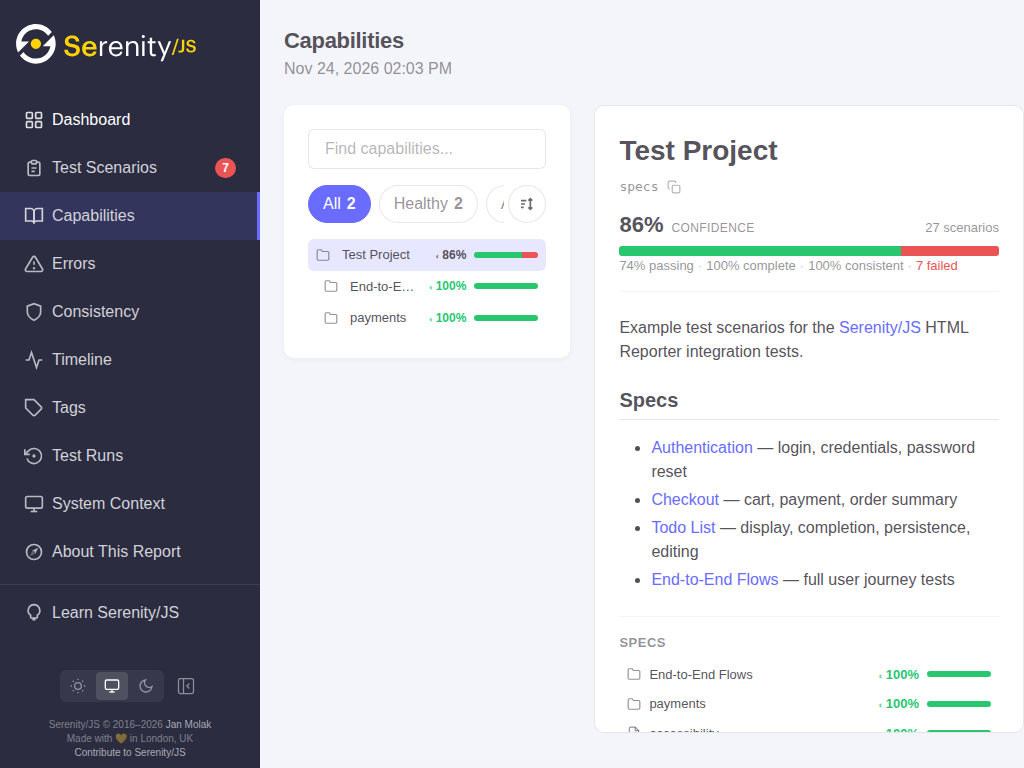 Serenity/JS
Dashboard
Test Scenarios 7
Capabilities
Errors
Consistency
Timeline
Tags
Test Runs
System Context
About This Report
Learn Serenity/JS
Serenity/JS © 2016–2026 Jan Molak
Made with 💛 in London, UK
Contribute to Serenity/JS
Capabilities
Nov 24, 2026 02:03 PM
Find capabilities...
All 2 Healthy 2
Test Project 86%
End-to-E… 100%
payments 100%
Test Project
specs
86% CONFIDENCE 27 scenarios
74% passing · 100% complete · 100% consistent · 7 failed
Example test scenarios for the Serenity/JS HTML
Reporter integration tests.
Specs
• Authentication — login, credentials, password
reset
• Checkout — cart, payment, order summary
• Todo List — display, completion, persistence,
editing
• End-to-End Flows — full user journey tests
SPECS
End-to-End Flows 100%
payments 100%
accessibility 100%